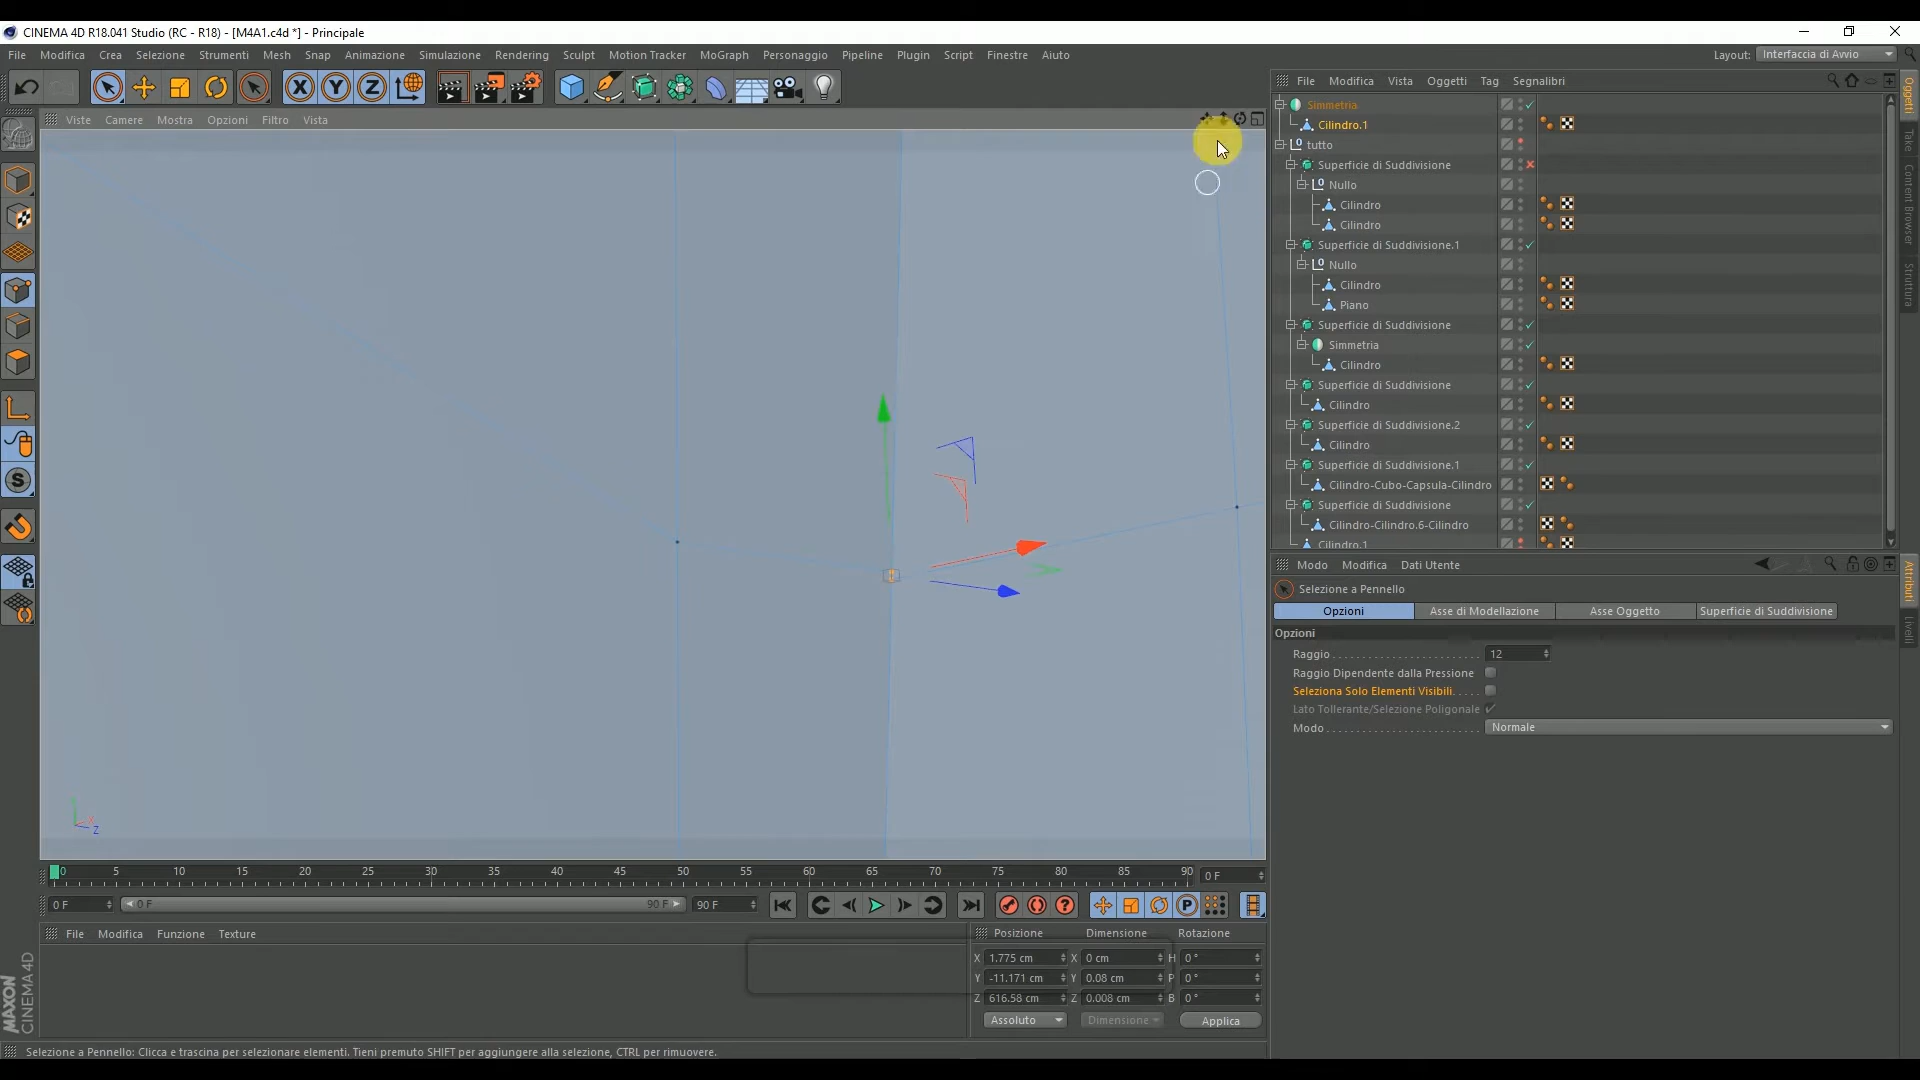 CINEMA 4D R18.041 Studio (RC - R18) - [M4A1.c4d *] - Principale
File Modifica Crea Selezione Strumenti Mesh Snap Animazione Simulazione Rendering Sculpt Motion Tracker MoGraph Personaggio Pipeline Plugin Script Finestre Aiuto Layout: Interfaccia di Avvio
X Y Z
File Modifica Vista Oggetti Tag Segnalibri
Viste Camere Mostra Opzioni Filtro Vista
Simmetria
Cilindro.1
tutto
Superficie di Suddivisione
Nullo
Cilindro
Cilindro
Superficie di Suddivisione.1
Nullo
Cilindro
Piano
Superficie di Suddivisione
Simmetria
Cilindro
Superficie di Suddivisione
Cilindro
Superficie di Suddivisione.2
Cilindro
Superficie di Suddivisione.1
Cilindro-Cubo-Capsula-Cilindro
Superficie di Suddivisione
Cilindro-Cilindro.6-Cilindro
Cilindro.1
Oggetti
Take
Content Browser
Struttura
Modo Modifica Dati Utente
Selezione a Pennello
Opzioni Asse di Modellazione Asse Oggetto Superficie di Suddivisione
Opzioni
Raggio 12
Raggio Dipendente dalla Pressione
Seleziona Solo Elementi Visibili
Lato Tollerante/Selezione Poligonale
Modo Normale
Attributi
Livelli
X
Z
0 5 10 15 20 25 30 35 40 45 50 55 60 65 70 75 80 85 90 0 F
0 F 0 F 90 F 90 F
File Modifica Funzione Texture
Posizione Dimensione Rotazione
X 1.775 cm X 0 cm H 0°
Y -11.171 cm Y 0.08 cm P 0°
Z 616.58 cm Z 0.008 cm B 0°
Assoluto Dimensione Applica
MAXON
CINEMA 4D
Selezione a Pennello: Clicca e trascina per selezionare elementi. Tieni premuto SHIFT per aggiungere alla selezione, CTRL per rimuovere.